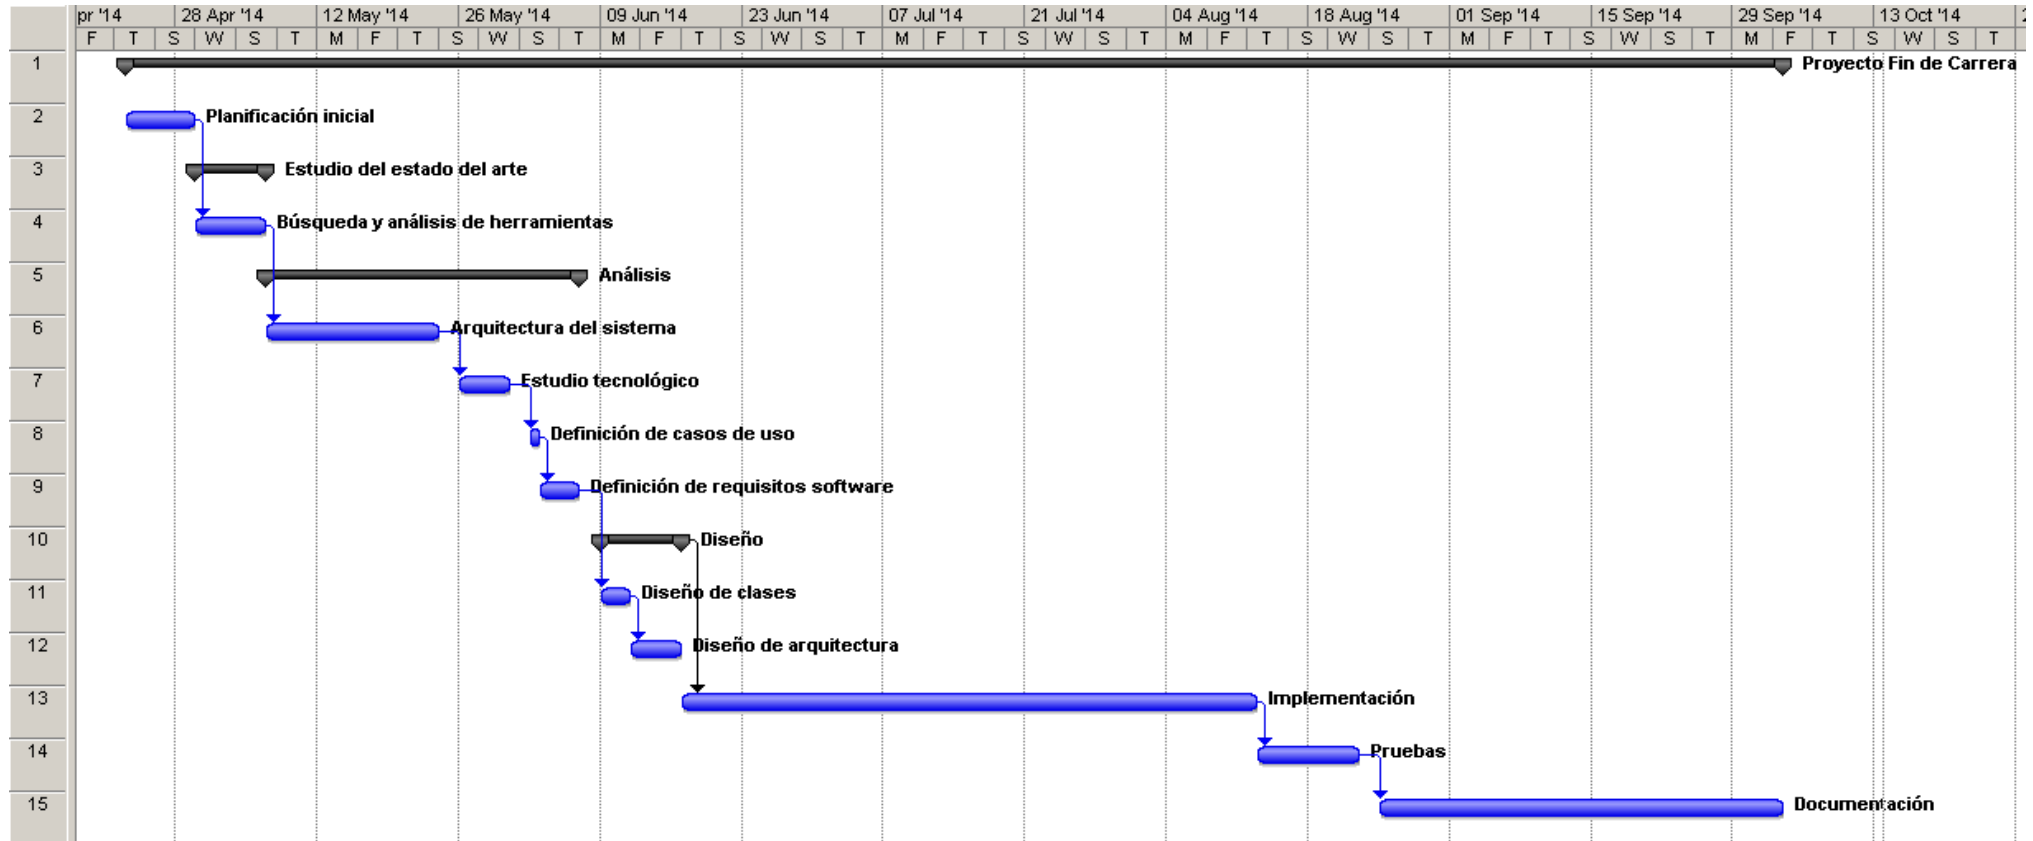 pr '14 28 Apr '14 12 May '14 26 May '14 09 Jun '14 23 Jun '14 07 Jul '14 21 Jul '14 04 Aug '14 18 Aug '14 01 Sep '14 15 Sep '14 29 Sep '14 13 Oct '14 2
F T S W S T M F T S W S T M F T S W S T M F T S W S T M F T S W S T M F T S W S T M F T S W S T
1 Proyecto Fin de Carrera
2 Planificación inicial
3 Estudio del estado del arte
4 Búsqueda y análisis de herramientas
5 Análisis
6 Arquitectura del sistema
7 Estudio tecnológico
8 Definición de casos de uso
9 Definición de requisitos software
10 Diseño
11 Diseño de clases
12 Diseño de arquitectura
13 Implementación
14 Pruebas
15 Documentación